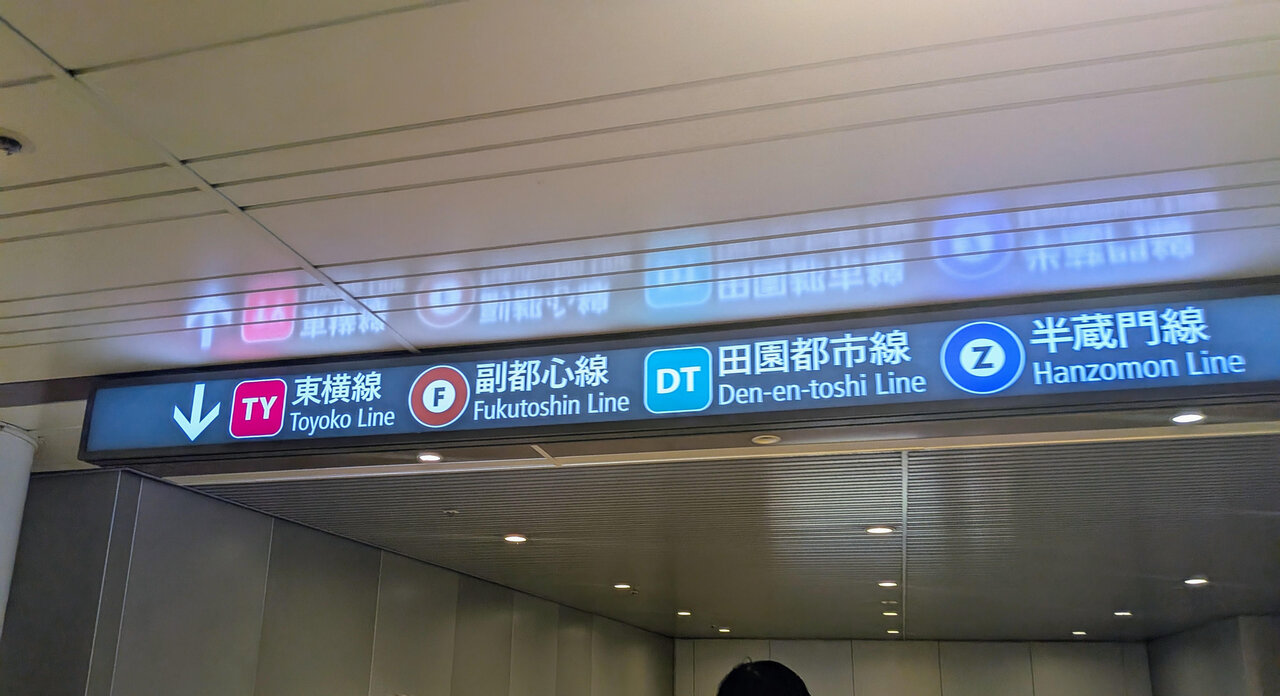 TY 東横線
Toyoko Line
F 副都心線
Fukutoshin Line
DT 田園都市線
Den-en-toshi Line
Z 半蔵門線
Hanzomon Line